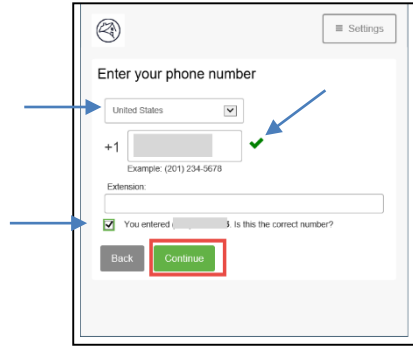 ≡ Settings
Enter your phone number
United States
+1
Example: (201) 234-5678
Extension:
You entered ( 5. Is this the correct number?
Back Continue